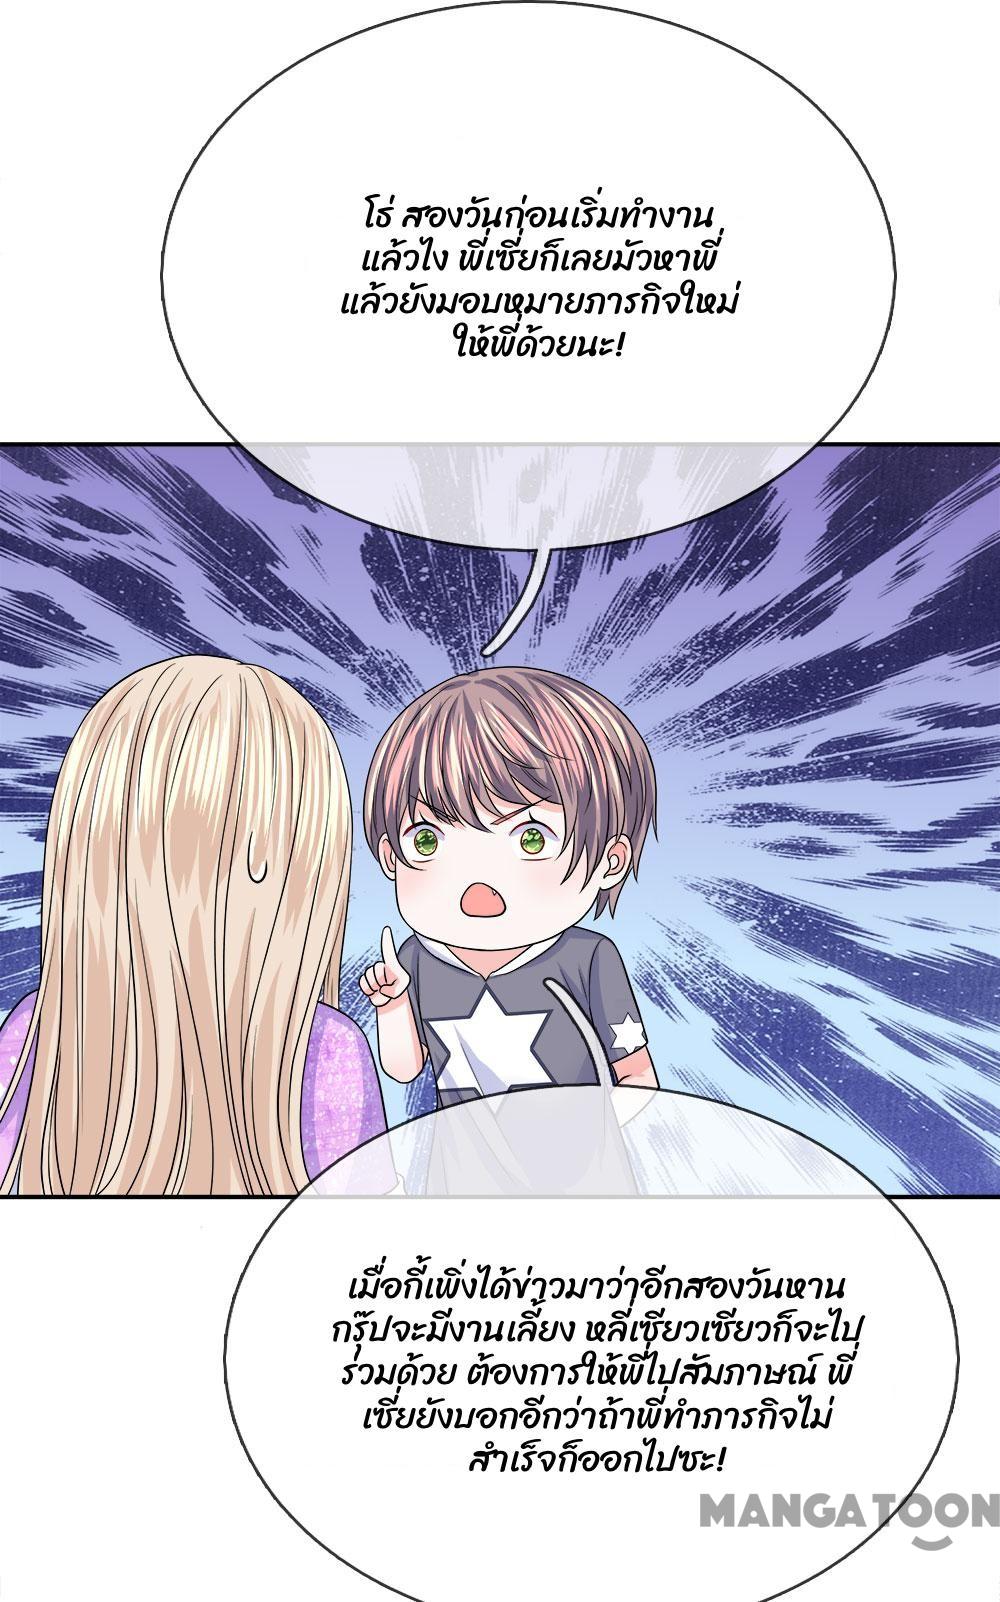 โธ่ สองวันก่อนเริ่มทำงาน
แล้วไง พี่เซี่ยก็เลยมัวหาพี่
แล้วยังมอบหมายภารกิจใหม่
ให้พี่ด้วยนะ!
เมื่อกี้เพิ่งได้ข่าวมาว่าอีกสองวันหาน
กรุ๊ปจะมีงานเลี้ยง หลี่เซียวเซียวก็จะไป
ร่วมด้วย ต้องการให้พี่ไปสัมภาษณ์ พี่
เซี่ยยังบอกอีกว่าถ้าพี่ทำภารกิจไม่
สำเร็จก็ออกไปซะ!
MANGATOON